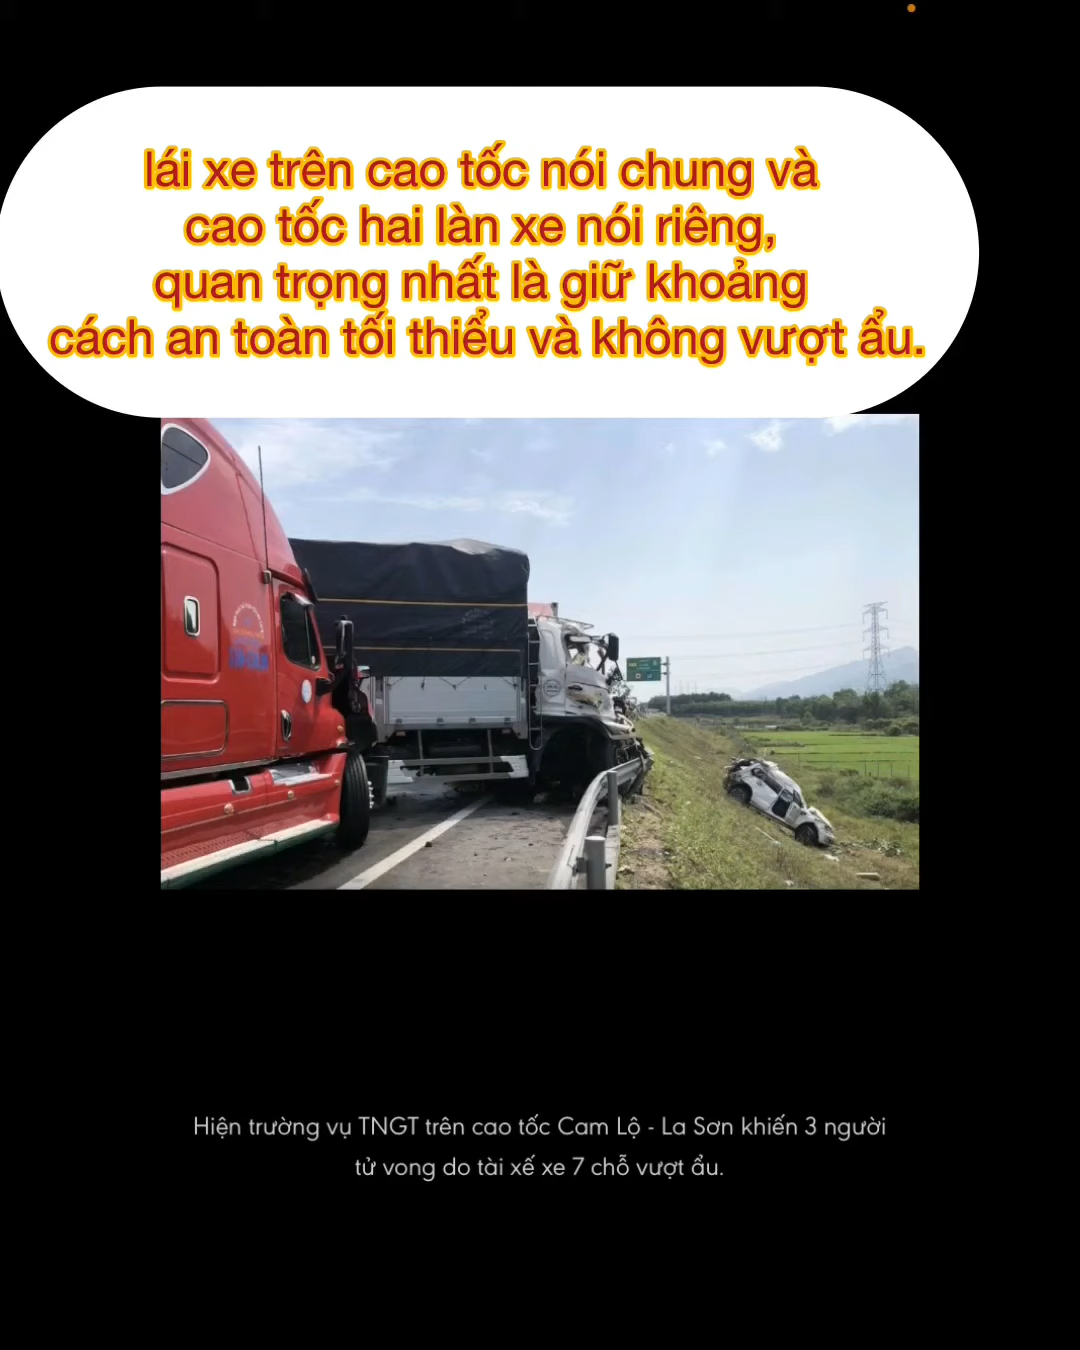 lái xe trên cao tốc nói chung và
cao tốc hai làn xe nói riêng,
quan trọng nhất là giữ khoảng
cách an toàn tối thiểu và không vượt ẩu.
Hiện trường vụ TNGT trên cao tốc Cam Lộ - La Sơn khiến 3 người
tử vong do tài xế xe 7 chỗ vượt ẩu.